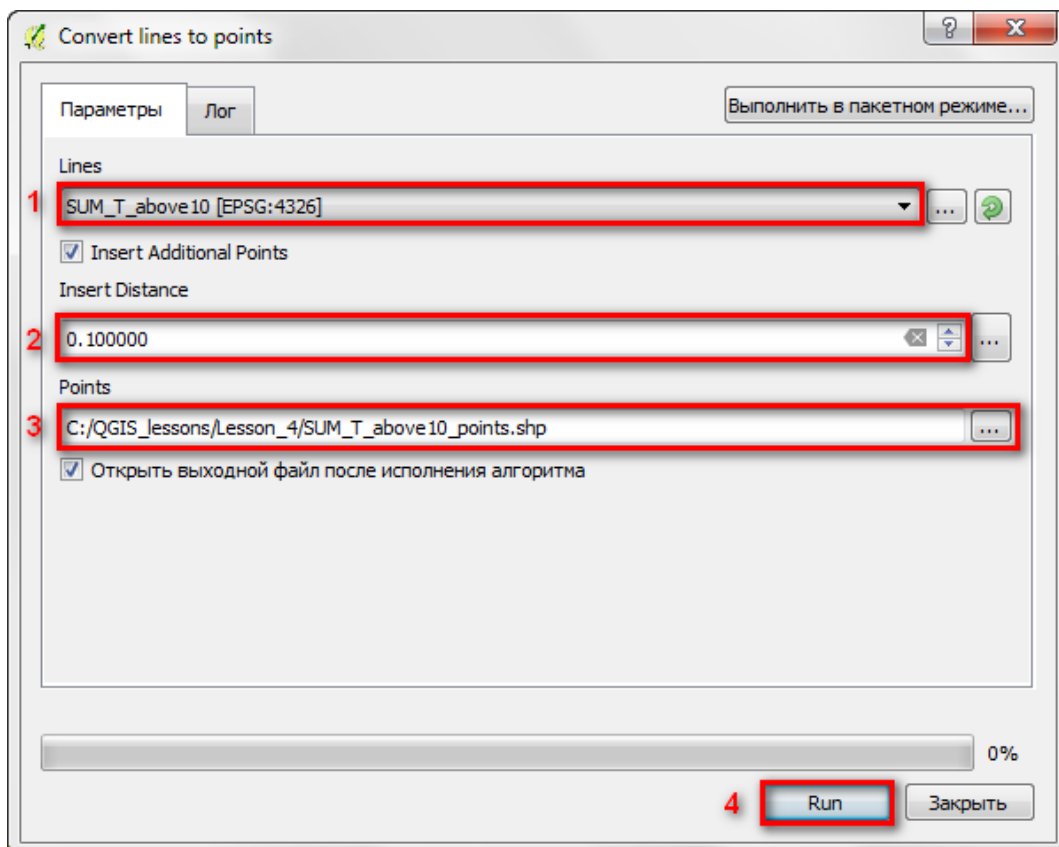 Convert lines to points
Параметры
Лог
Выполнить в пакетном режиме...
Lines
1
SUM_T_above10 [EPSG:4326]
...
Insert Additional Points
Insert Distance
2
0.100000
...
Points
3
C:/QGIS_lessons/Lesson_4/SUM_T_above10_points.shp
...
Открыть выходной файл после исполнения алгоритма
0%
4
Run
Закрыть